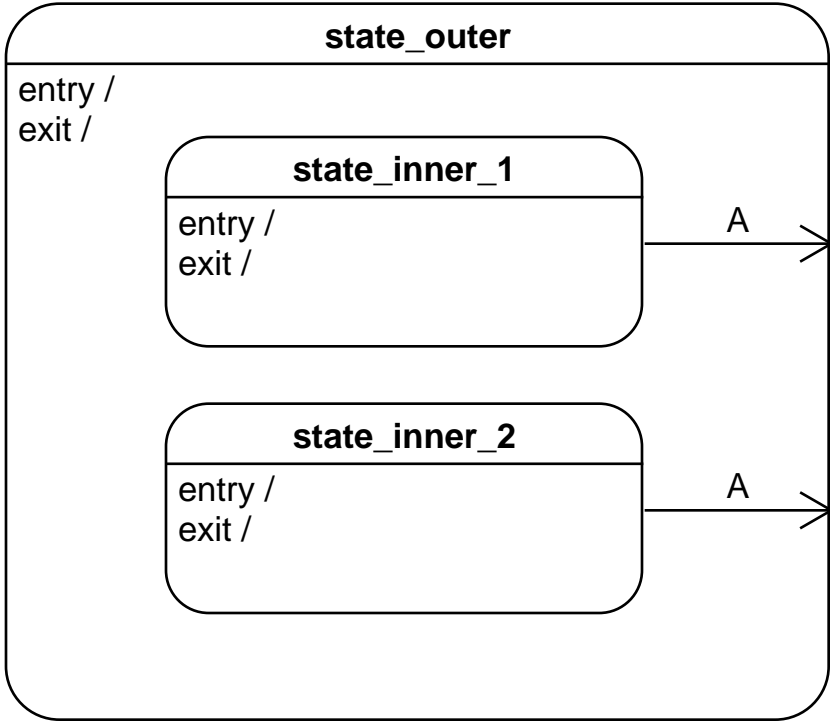 state_outer
entry /
exit /
state_inner_1
entry /
exit /
A
state_inner_2
entry /
exit /
A